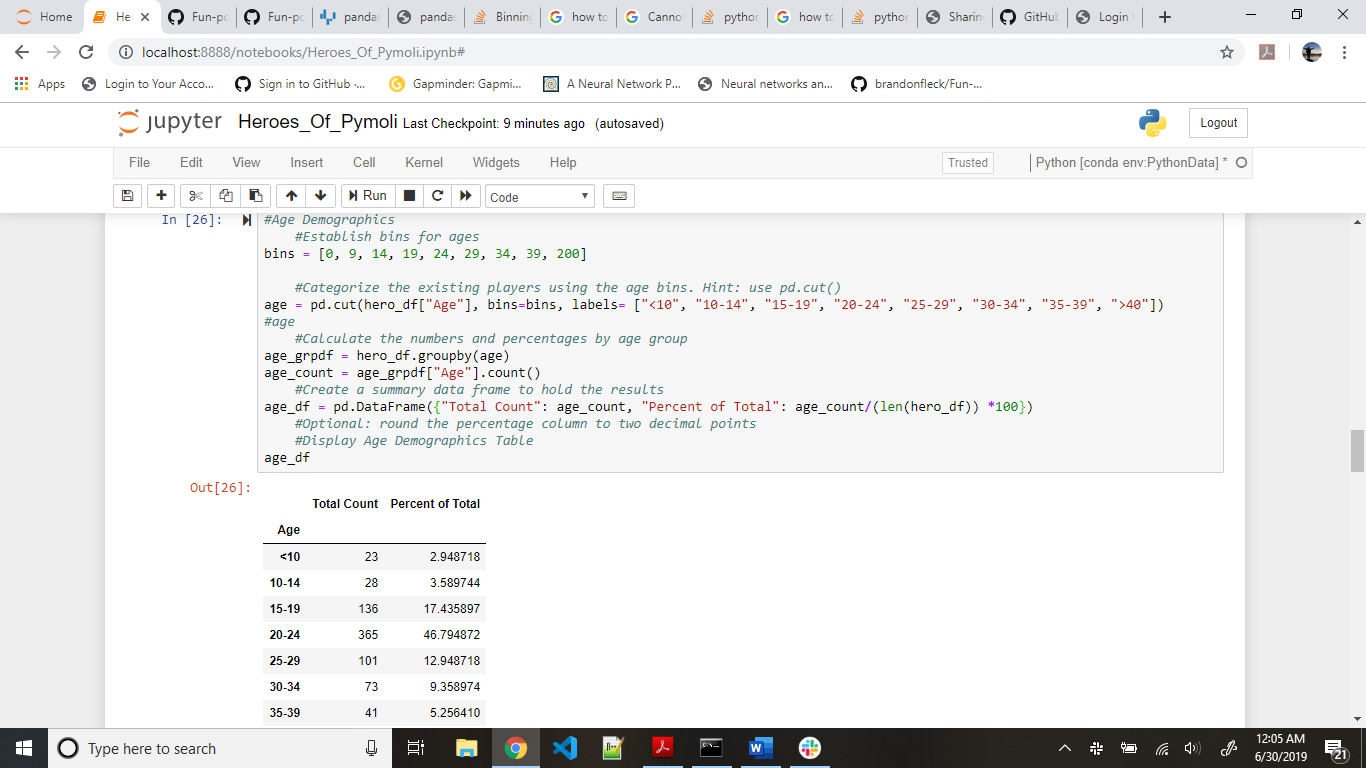 Home
Her
Fun-po
Fun-po
panda
panda
Binning
how to
Canno
python
how to
python
Sharin
GitHub
Login
localhost:8888/notebooks/Heroes_Of_Pymoli.ipynb#
Apps
Login to Your Acco...
Sign in to GitHub ·...
Gapminder: Gapmi...
A Neural Network P...
Neural networks an...
brandonfleck/Fun-...
jupyter Heroes_Of_Pymoli Last Checkpoint: 9 minutes ago (autosaved)
Logout
File Edit View Insert Cell Kernel Widgets Help
Trusted
Python [conda env:PythonData] *
Run
Code
In [26]:
#Age Demographics
#Establish bins for ages
bins = [0, 9, 14, 19, 24, 29, 34, 39, 200]
#Categorize the existing players using the age bins. Hint: use pd.cut()
age = pd.cut(hero_df["Age"], bins=bins, labels= ["<10", "10-14", "15-19", "20-24", "25-29", "30-34", "35-39", ">40"])
#age
#Calculate the numbers and percentages by age group
age_grpdf = hero_df.groupby(age)
age_count = age_grpdf["Age"].count()
#Create a summary data frame to hold the results
age_df = pd.DataFrame({"Total Count": age_count, "Percent of Total": age_count/(len(hero_df)) *100})
#Optional: round the percentage column to two decimal points
#Display Age Demographics Table
age_df
Out[26]:
Total Count Percent of Total
Age
<10 23 2.948718
10-14 28 3.589744
15-19 136 17.435897
20-24 365 46.794872
25-29 101 12.948718
30-34 73 9.358974
35-39 41 5.256410
Type here to search
12:05 AM
6/30/2019
21